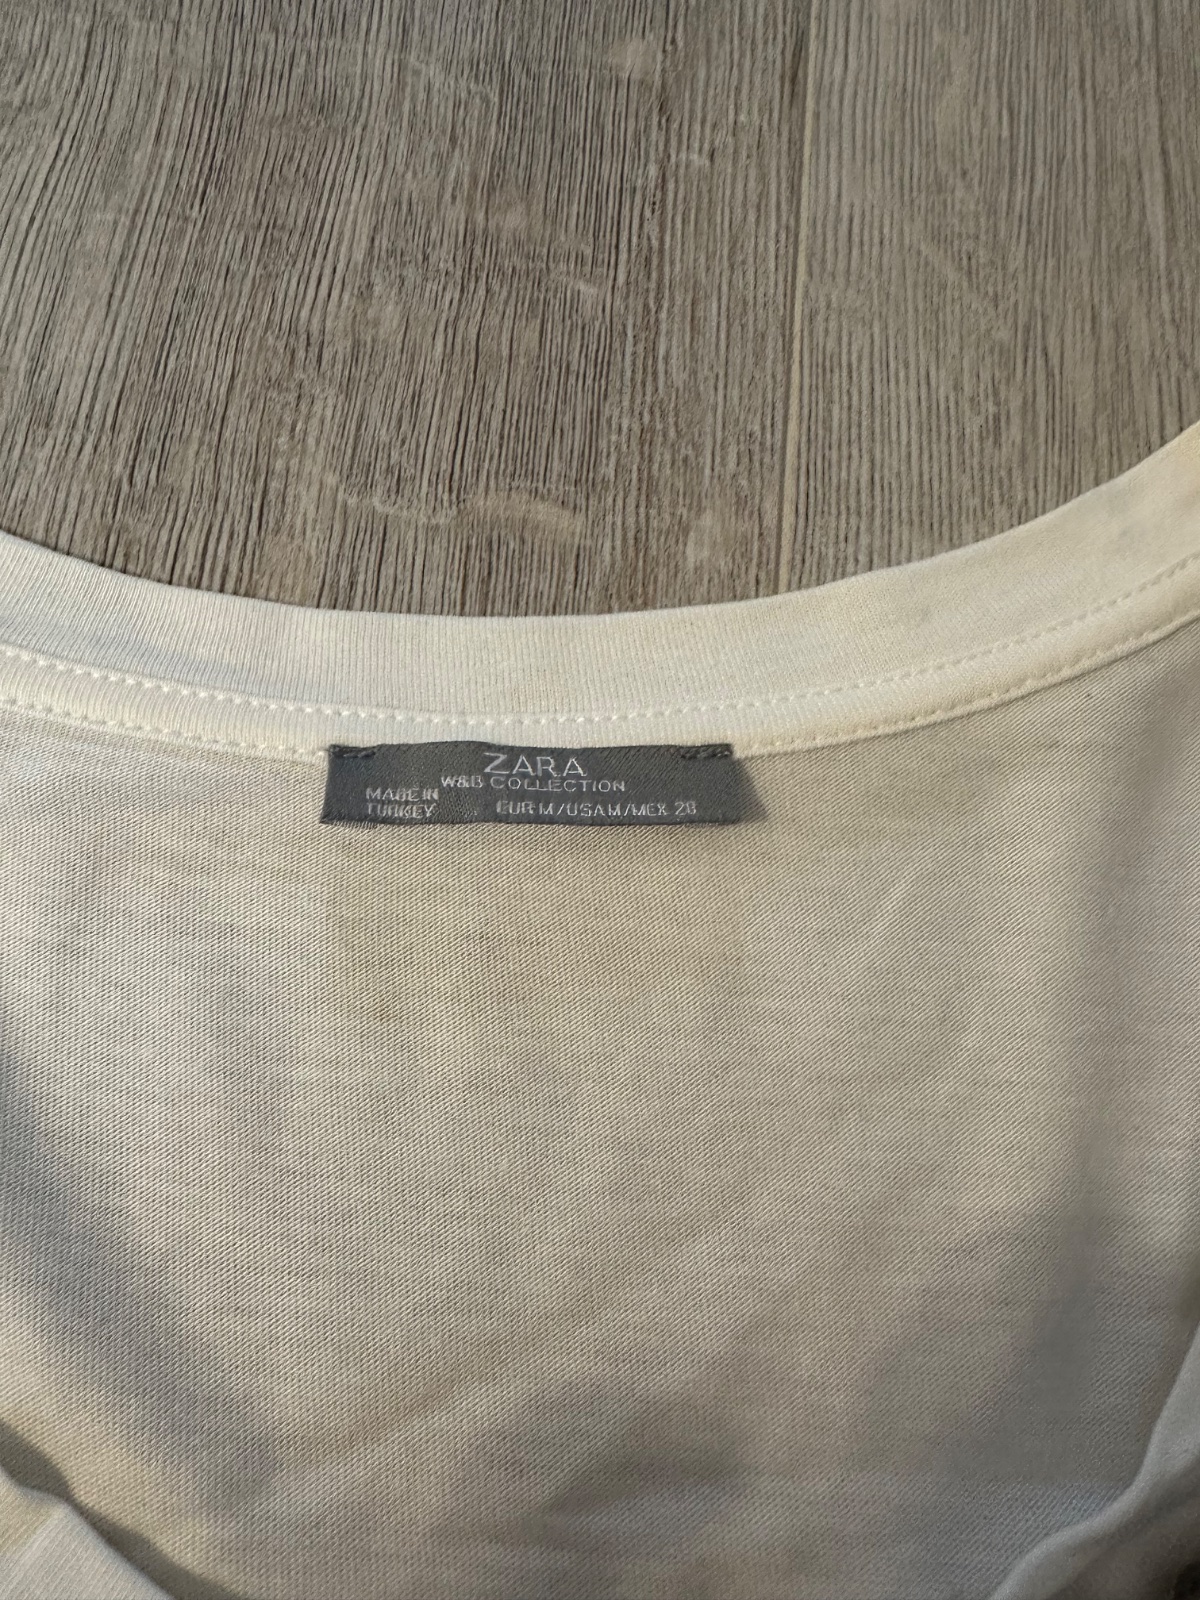 ZARA
W&B COLLECTION
MADE IN
TURKEY
EUR M/USA M/MEX 28